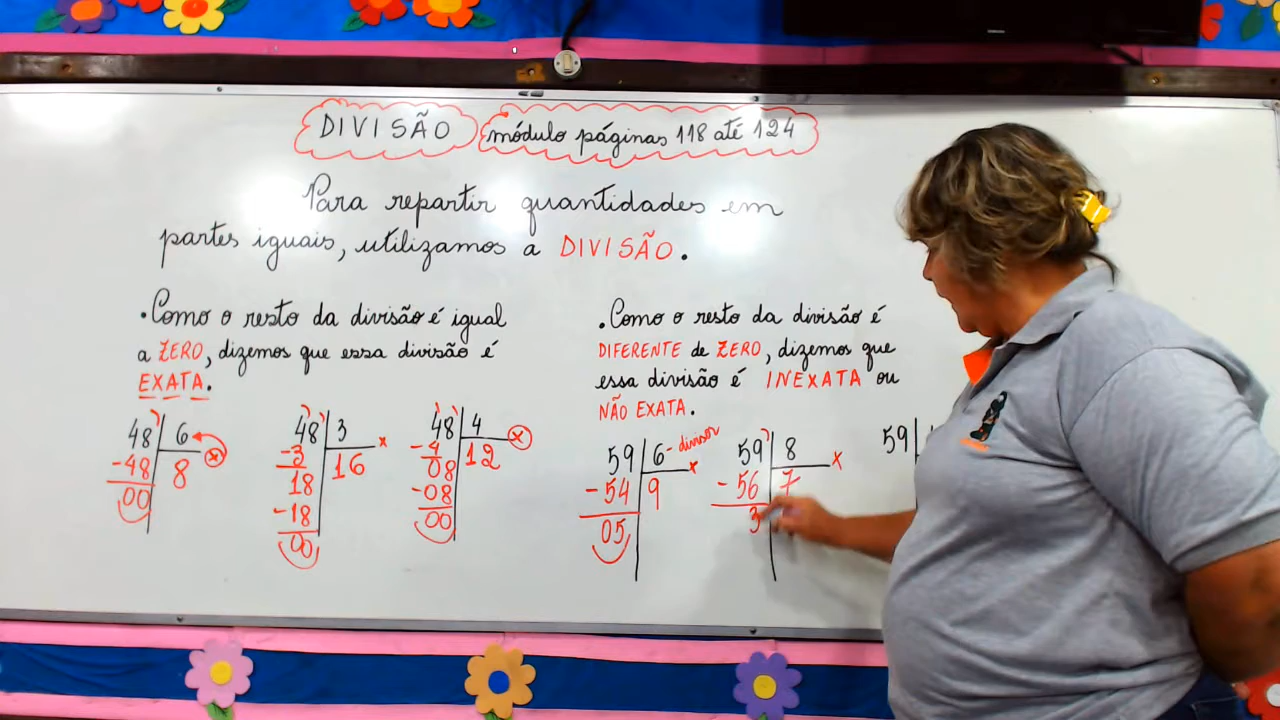 DIVISÃO módulo páginas 118 até 124
Para repartir quantidades em
partes iguais, utilizamos a DIVISÃO.
·Como o resto da divisão é igual
a ZERO, dizemos que essa divisão é
EXATA.
48 6
-48 8
00
48 3 x
-3 16
18
-18
00
48 4 x
-4 12
08
-08
00
.Como o resto da divisão é
DIFERENTE de ZERO, dizemos que
essa divisão é INEXATA ou
NÃO EXATA.
59 6 - divisor
-54 9 x
05
59 8 x
-56 7
3
59